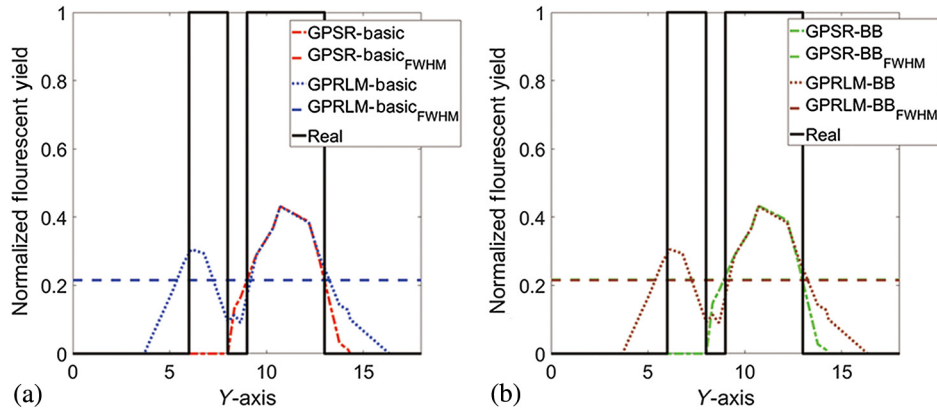 1
0.8
0.6
0.4
0.2
0
Normalized flourescent yield
GPSR-basic
GPSR-basicFWHM
GPRLM-basic
GPRLM-basicFWHM
Real
0
5
10
15
Y-axis
(a)
1
0.8
0.6
0.4
0.2
0
Normalized flourescent yield
GPSR-BB
GPSR-BBFWHM
GPRLM-BB
GPRLM-BBFWHM
Real
0
5
10
15
Y-axis
(b)